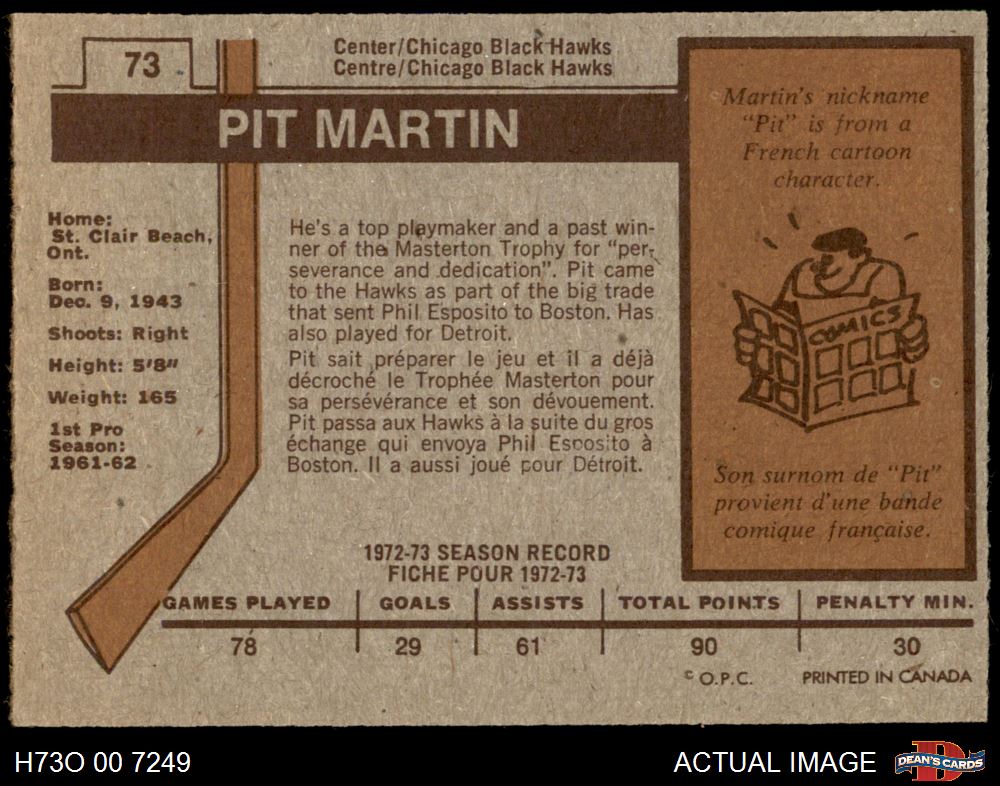 73
Center/Chicago Black Hawks
Centre/Chicago Black Hawks
PIT MARTIN
Home:
St. Clair Beach,
Ont.
Born:
Dec. 9, 1943
Shoots: Right
Height: 5'8"
Weight: 165
1st Pro
Season:
1961-62
He's a top playmaker and a past win-
ner of the Masterton Trophy for "per-
severance and dedication". Pit came
to the Hawks as part of the big trade
that sent Phil Esposito to Boston. Has
also played for Detroit.
Pit sait préparer le jeu et il a déjà
décroché le Trophée Masterton pour
sa persévérance et son dévouement.
Pit passa aux Hawks à la suite du gros
échange qui envoya Phil Esposito à
Boston. Il a aussi joué pour Détroit.
Martin's nickname
"Pit" is from a
French cartoon
character.
COMICS
Son surnom de "Pit"
provient d'une bande
comique française.
1972-73 SEASON RECORD
FICHE POUR 1972-73
GAMES PLAYED GOALS ASSISTS TOTAL POINTS PENALTY MIN.
78 29 61 90 30
© O.P.C. PRINTED IN CANADA
H73O 00 7249 ACTUAL IMAGE DEAN'S CARDS